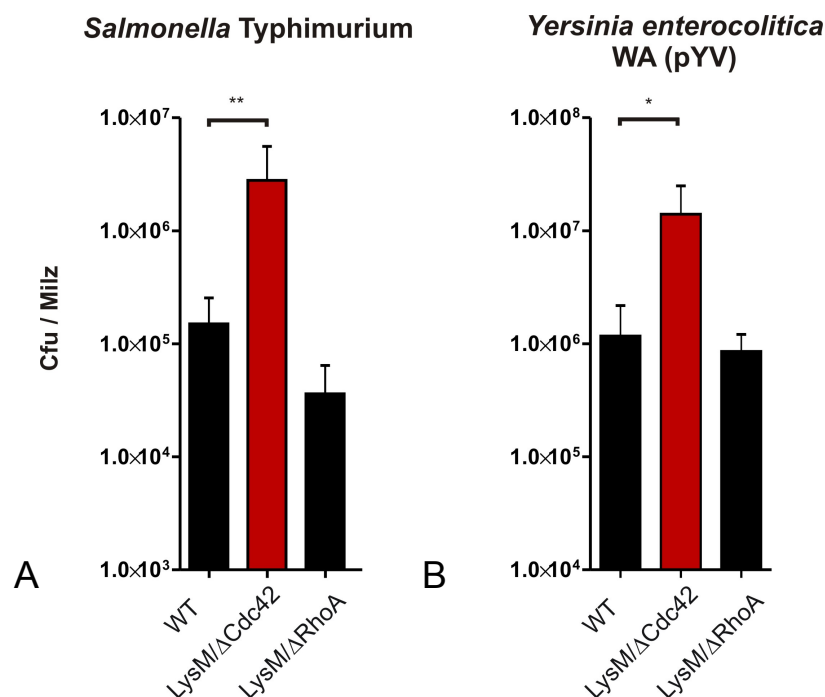 Salmonella Typhimurium
**
1.0×10⁷
1.0×10⁶
1.0×10⁵
1.0×10⁴
1.0×10³
Cfu / Milz
WT
LysM/ΔCdc42
LysM/ΔRhoA
A
Yersinia enterocolitica
WA (pYV)
*
1.0×10⁸
1.0×10⁷
1.0×10⁶
1.0×10⁵
1.0×10⁴
WT
LysM/ΔCdc42
LysM/ΔRhoA
B